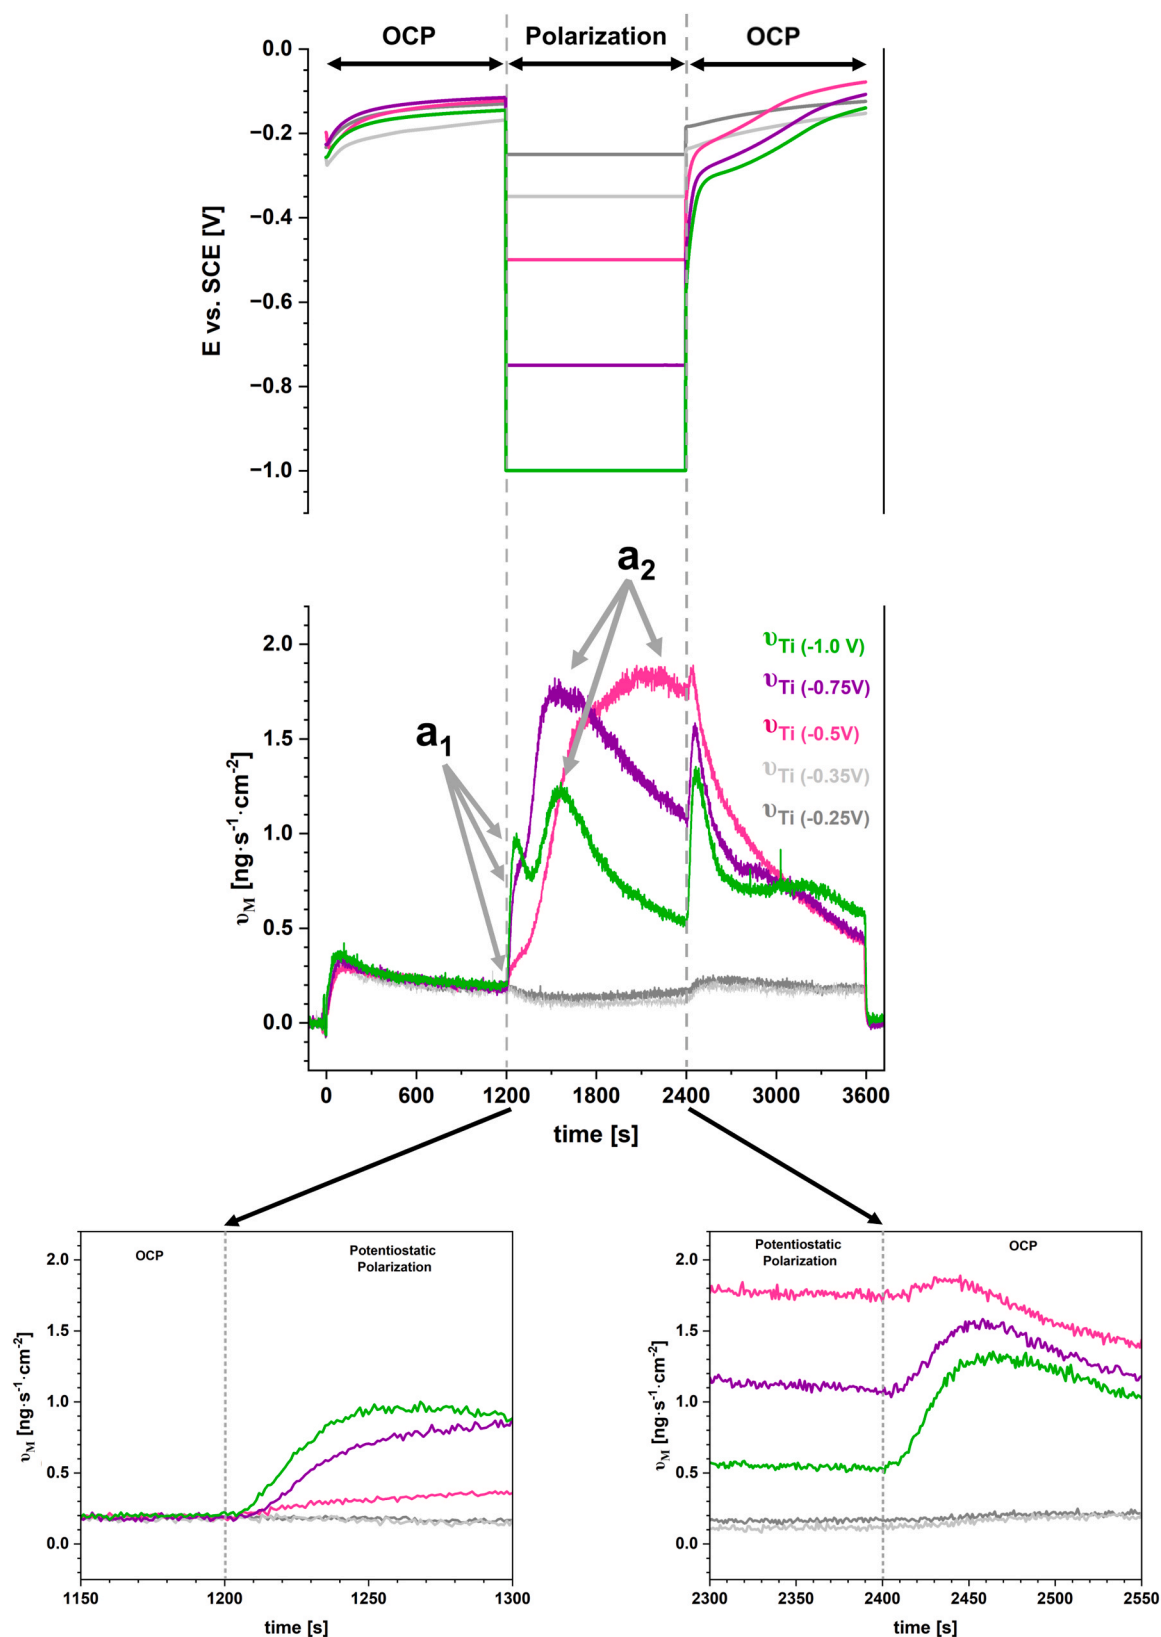 OCP Polarization OCP
0.0
−0.2
−0.4
−0.6
−0.8
−1.0
E vs. SCE [V]
a2
a1
2.0
1.5
1.0
0.5
0.0
υM [ng·s-1·cm-2]
υTi (-1.0 V)
υTi (-0.75V)
υTi (-0.5V)
υTi (-0.35V)
υTi (-0.25V)
0 600 1200 1800 2400 3000 3600
time [s]
OCP
Potentiostatic
Polarization
2.0
1.5
1.0
0.5
0.0
υM [ng·s-1·cm-2]
1150 1200 1250 1300
time [s]
Potentiostatic
Polarization
OCP
2.0
1.5
1.0
0.5
0.0
υM [ng·s-1·cm-2]
2300 2350 2400 2450 2500 2550
time [s]